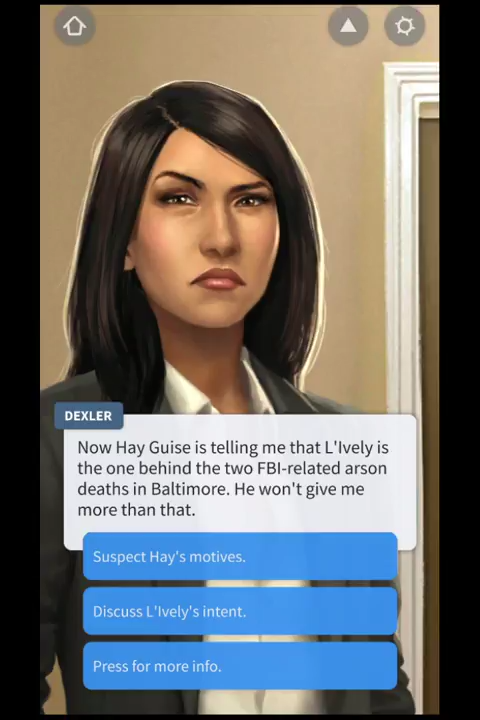 DEXLER
Now Hay Guise is telling me that L'Ively is
the one behind the two FBI-related arson
deaths in Baltimore. He won't give me
more than that.
Suspect Hay's motives.
Discuss L'Ively's intent.
Press for more info.